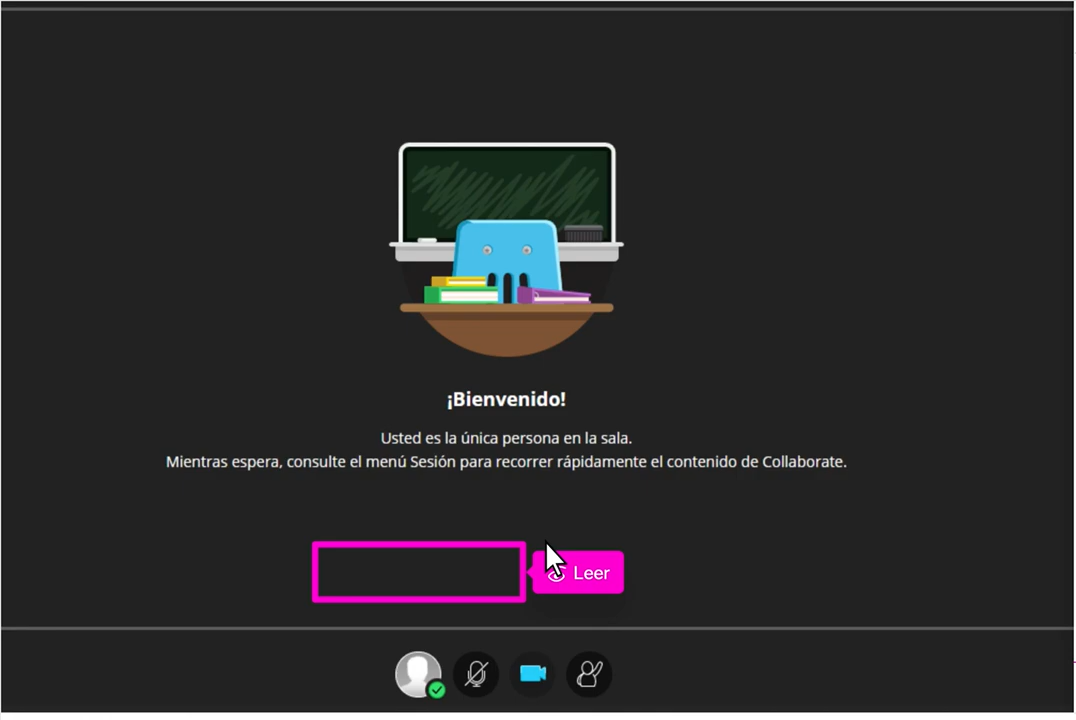 ¡Bienvenido!
Usted es la única persona en la sala.
Mientras espera, consulte el menú Sesión para recorrer rápidamente el contenido de Collaborate.
Leer